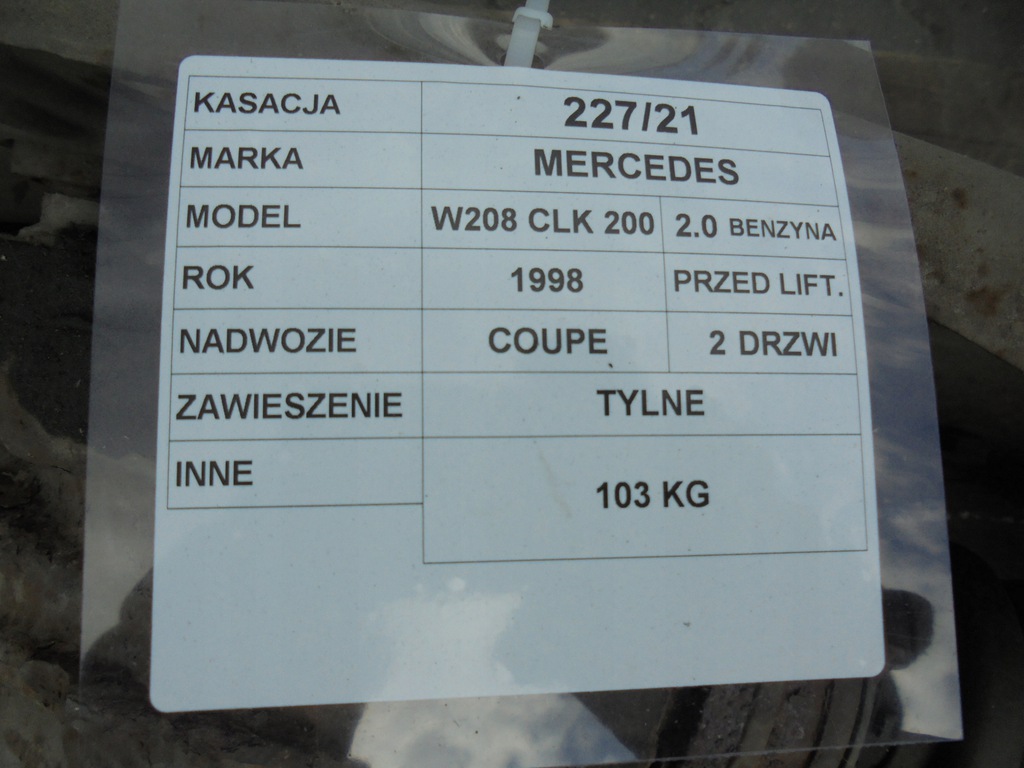 KASACJA 227/21
MARKA MERCEDES
MODEL W208 CLK 200 2.0 BENZYNA
ROK 1998 PRZED LIFT.
NADWOZIE COUPE 2 DRZWI
ZAWIESZENIE TYLNE
INNE 103 KG